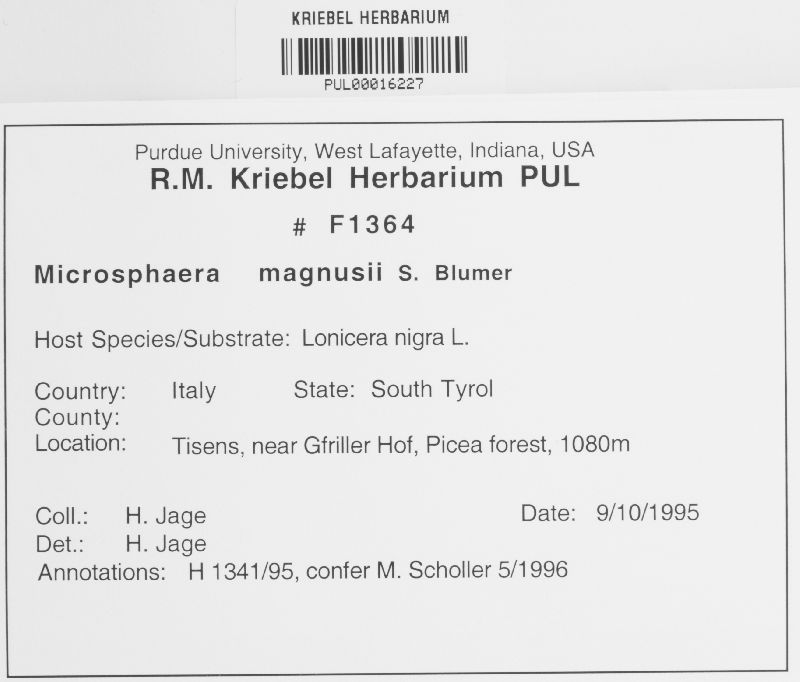 KRIEBEL HERBARIUM
PUL00016227
Purdue University, West Lafayette, Indiana, USA
R.M. Kriebel Herbarium PUL
# F1364
Microsphaera magnusii S. Blumer
Host Species/Substrate: Lonicera nigra L.
Country: Italy State: South Tyrol
County:
Location: Tisens, near Gfriller Hof, Picea forest, 1080m
Coll.: H. Jage Date: 9/10/1995
Det.: H. Jage
Annotations: H 1341/95, confer M. Scholler 5/1996